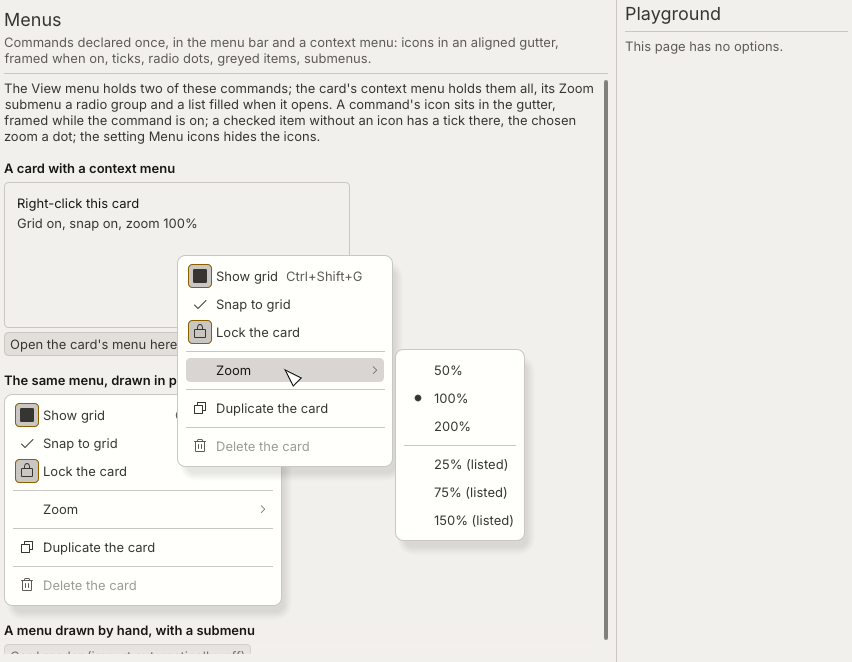 Menus
Commands declared once, in the menu bar and a context menu: icons in an aligned gutter,
framed when on, ticks, radio dots, greyed items, submenus.
The View menu holds two of these commands; the card's context menu holds them all, its Zoom
submenu a radio group and a list filled when it opens. A command's icon sits in the gutter,
framed while the command is on; a checked item without an icon has a tick there, the chosen
zoom a dot; the setting Menu icons hides the icons.
A card with a context menu
Right-click this card
Grid on, snap on, zoom 100%
Show grid Ctrl+Shift+G
Snap to grid
Lock the card
Zoom
Duplicate the card
Delete the card
50%
100%
200%
25% (listed)
75% (listed)
150% (listed)
Open the card's menu here
The same menu, drawn in
Show grid
Snap to grid
Lock the card
Zoom
Duplicate the card
Delete the card
A menu drawn by hand, with a submenu
Playground
This page has no options.